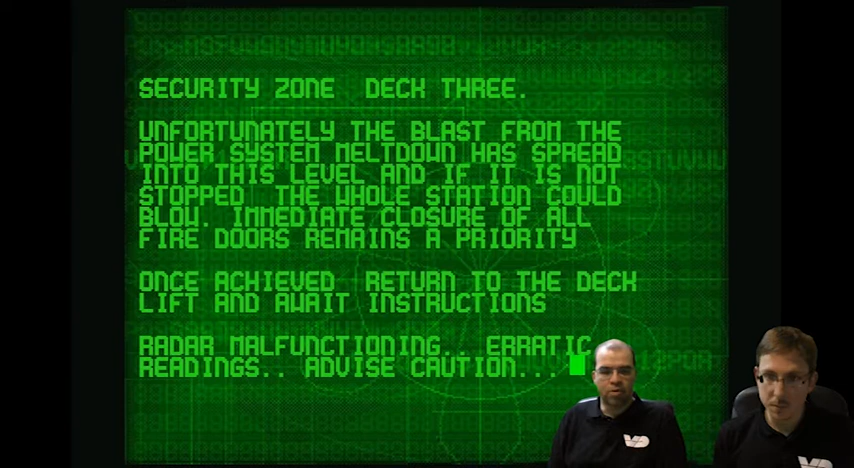 SECURITY ZONE DECK THREE.
UNFORTUNATELY THE BLAST FROM THE
POWER SYSTEM MELTDOWN HAS SPREAD
INTO THIS LEVEL AND IF IT IS NOT
STOPPED THE WHOLE STATION COULD
BLOW. IMMEDIATE CLOSURE OF ALL
FIRE DOORS REMAINS A PRIORITY
ONCE ACHIEVED RETURN TO THE DECK
LIFT AND AWAIT INSTRUCTIONS
RADAR MALFUNCTIONING.. ERRATIC
READINGS.. ADVISE CAUTION...